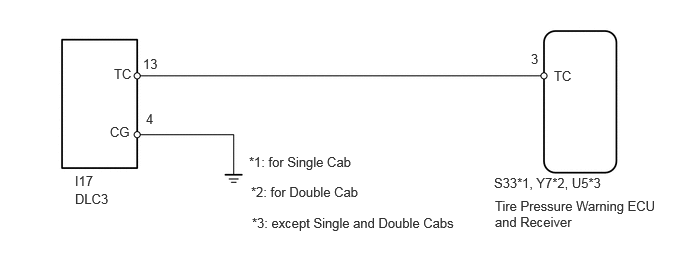 13
3
TC
TC
4
CG
*1: for Single Cab
I17
S33*1, Y7*2, U5*3
*2: for Double Cab
DLC3
Tire Pressure Warning ECU
and Receiver
*3: except Single and Double Cabs